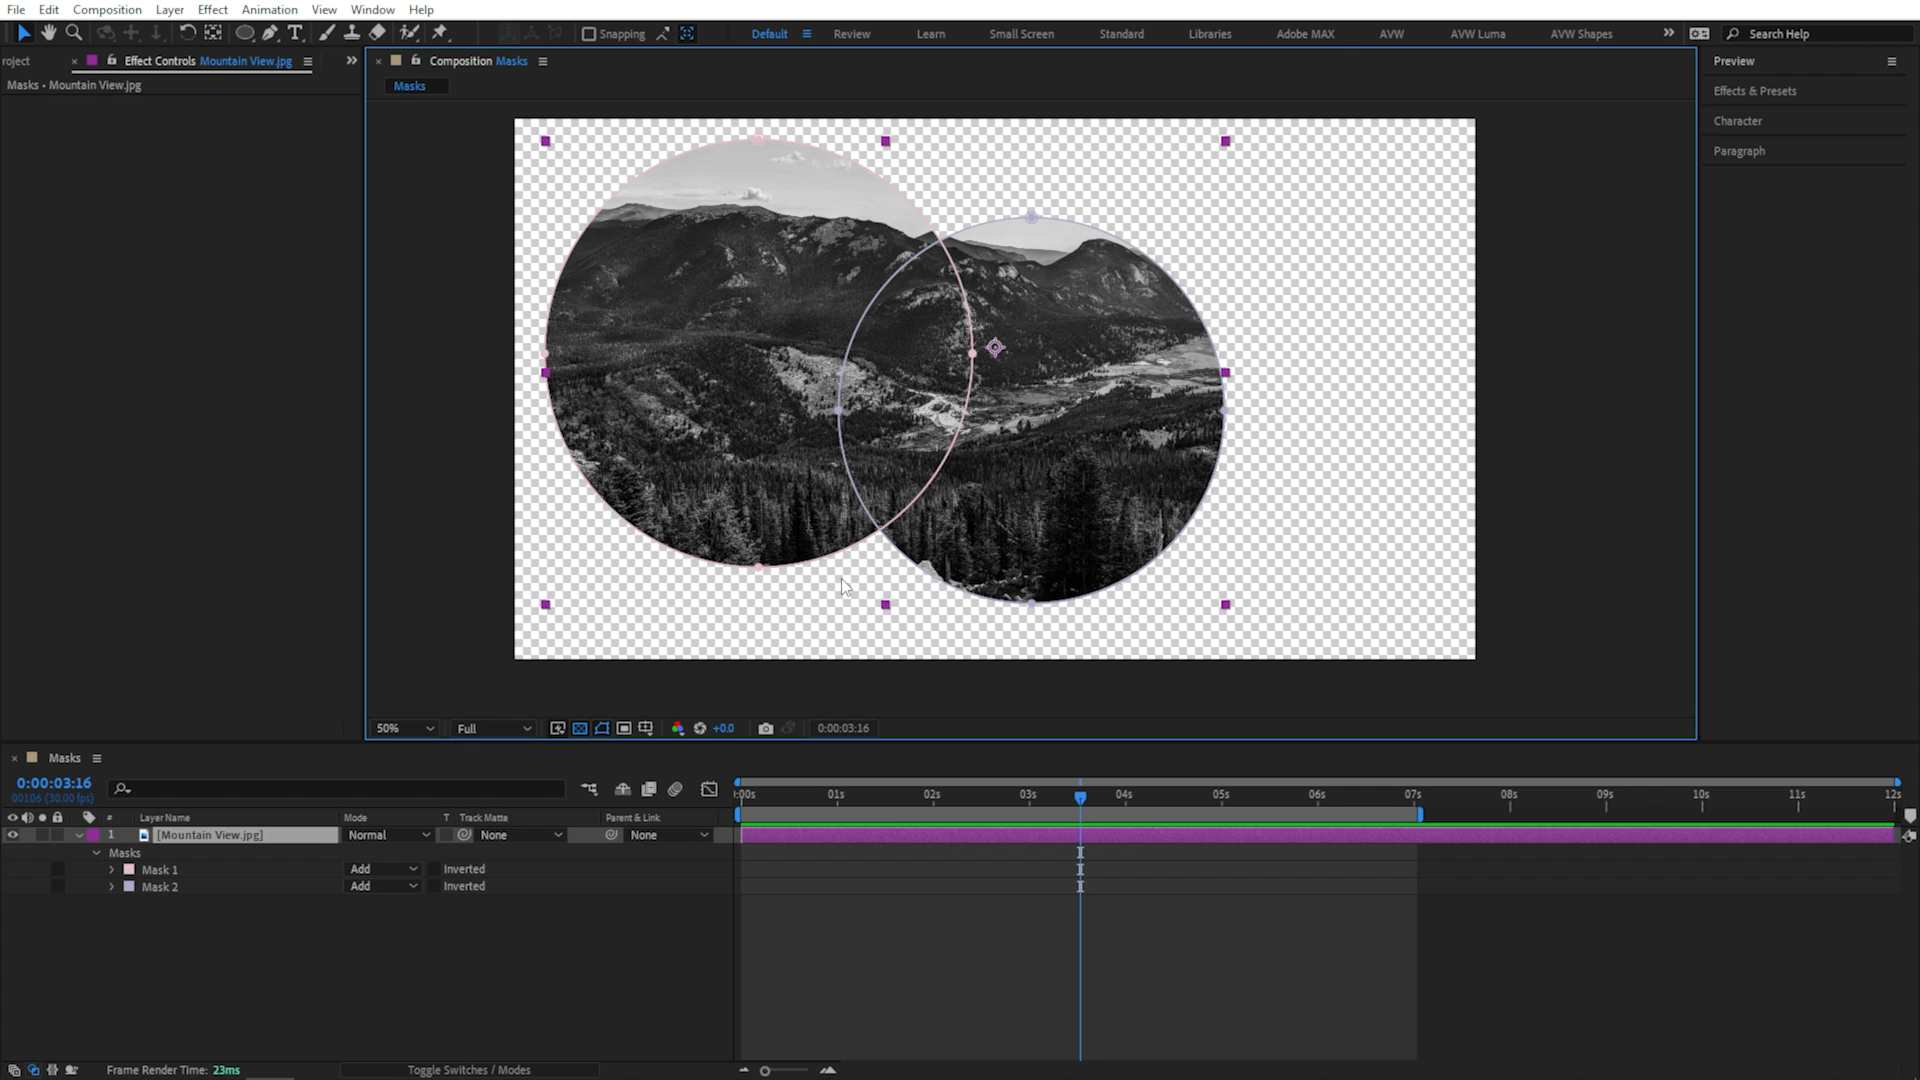 File Edit Composition Layer Effect Animation View Window Help
Snapping Default Review Learn Small Screen Standard Libraries Adobe MAX AVW AVW Luma AVW Shapes Search Help
roject Effect Controls Mountain View.jpg
Composition Masks
Preview
Masks • Mountain View.jpg
Masks
Effects & Presets
Character
Paragraph
50% Full +0.0 0:00:03:16
Masks
0:00:03:16
00106 (30.00 fps)
:00s 01s 02s 03s 04s 05s 06s 07s 08s 09s 10s 11s 12s
# Layer Name Mode T Track Matte Parent & Link
1 [Mountain View.jpg] Normal None None
Masks
Mask 1 Add Inverted
Mask 2 Add Inverted
Frame Render Time: 23ms Toggle Switches / Modes